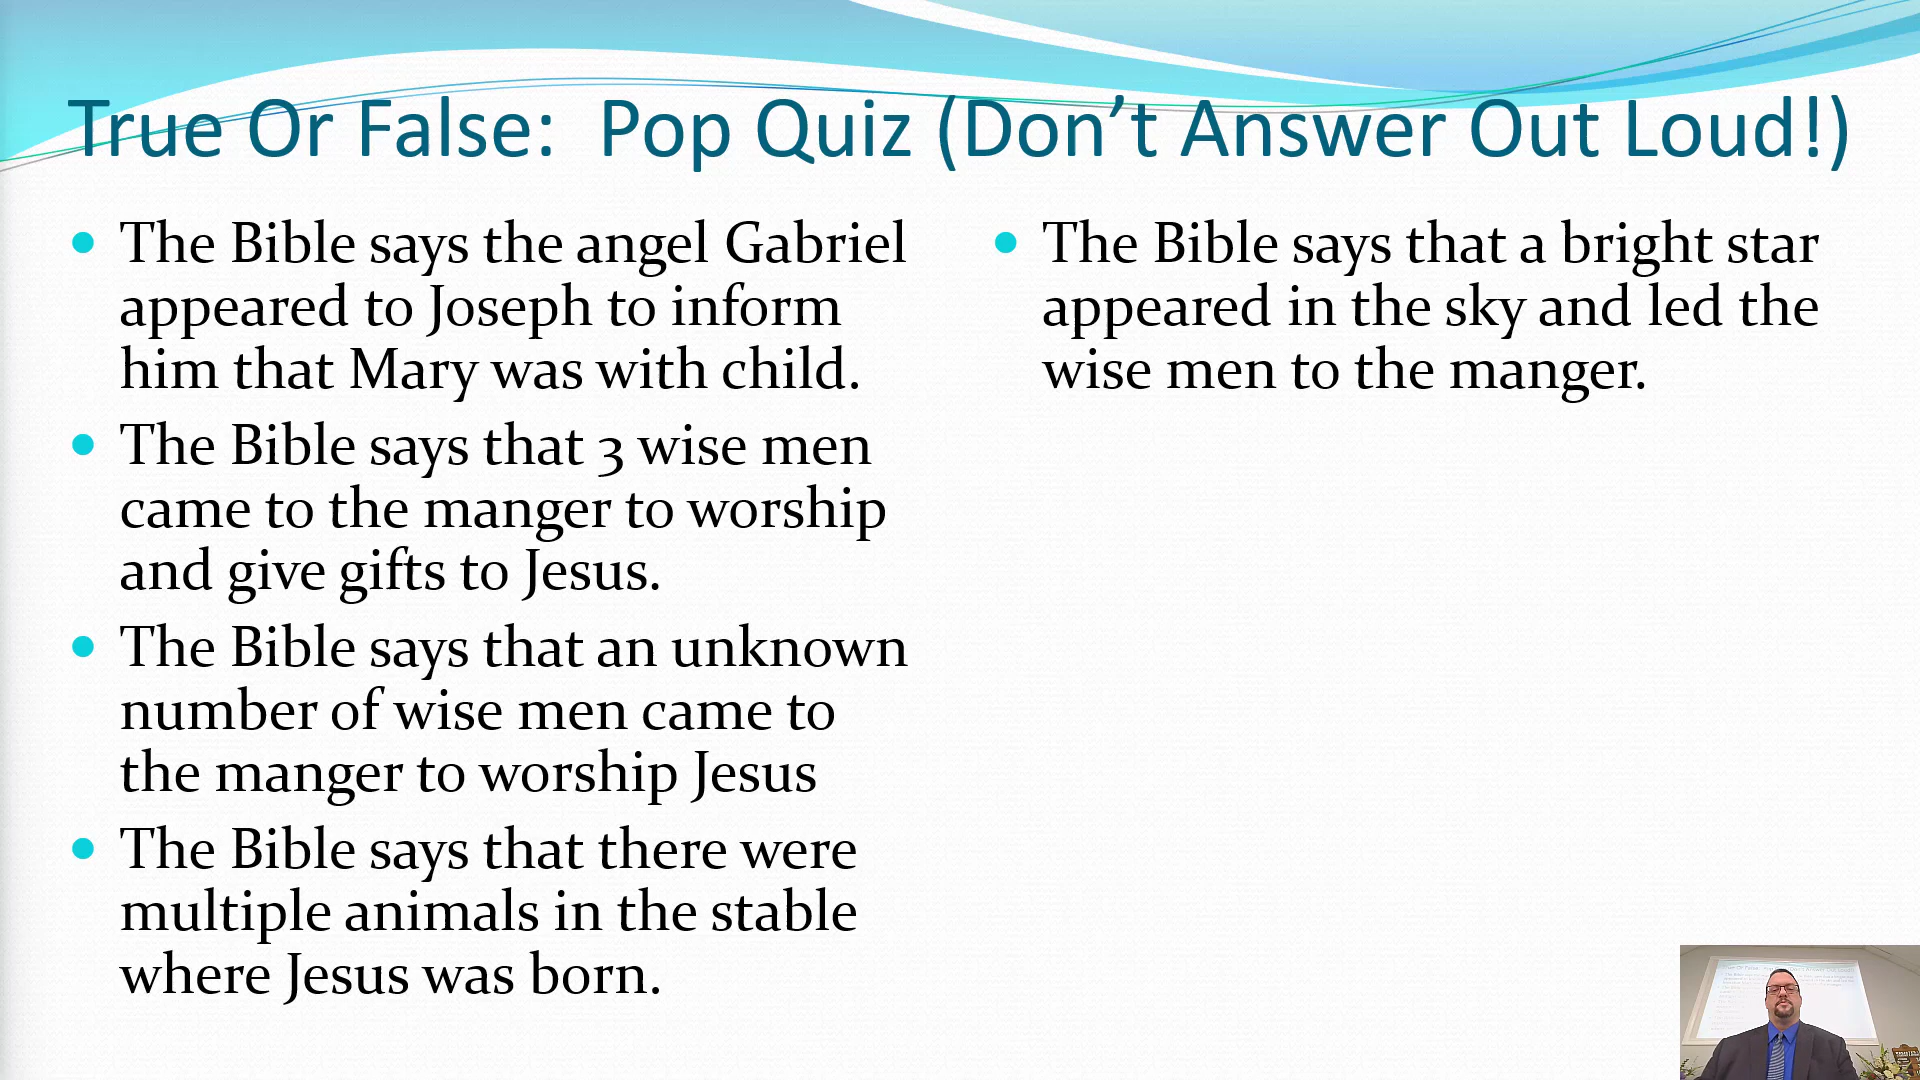 True Or False:  Pop Quiz (Don’t Answer Out Loud!)
The Bible says the angel Gabriel
appeared to Joseph to inform
him that Mary was with child.
The Bible says that 3 wise men
came to the manger to worship
and give gifts to Jesus.
The Bible says that an unknown
number of wise men came to
the manger to worship Jesus
The Bible says that there were
multiple animals in the stable
where Jesus was born.
The Bible says that a bright star
appeared in the sky and led the
wise men to the manger.